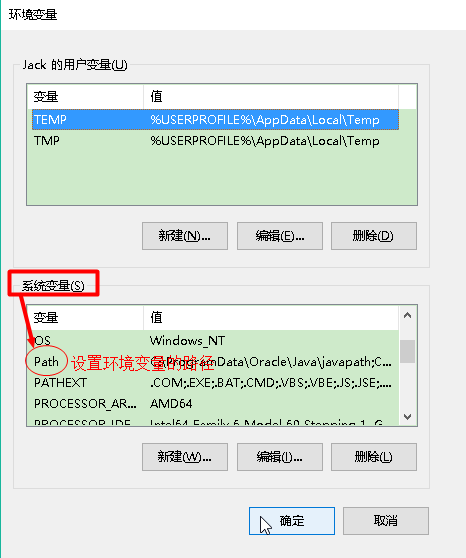 环境变量
Jack 的用户变量(U)
变量 值
TEMP %USERPROFILE%\AppData\Local\Temp
TMP %USERPROFILE%\AppData\Local\Temp
新建(N)... 编辑(E)... 删除(D)
系统变量(S)
变量 值
OS Windows_NT
Path 设置环境变量的路径 \ProgramData\Oracle\Java\javapath;C...
PATHEXT .COM;.EXE;.BAT;.CMD;.VBS;.VBE;.JS;.JSE;....
PROCESSOR_AR... AMD64
PROCESSOR_IDE Intel64 Family 6 Model 69 Stepping 1, G
新建(W)... 编辑(I)... 删除(L)
确定 取消